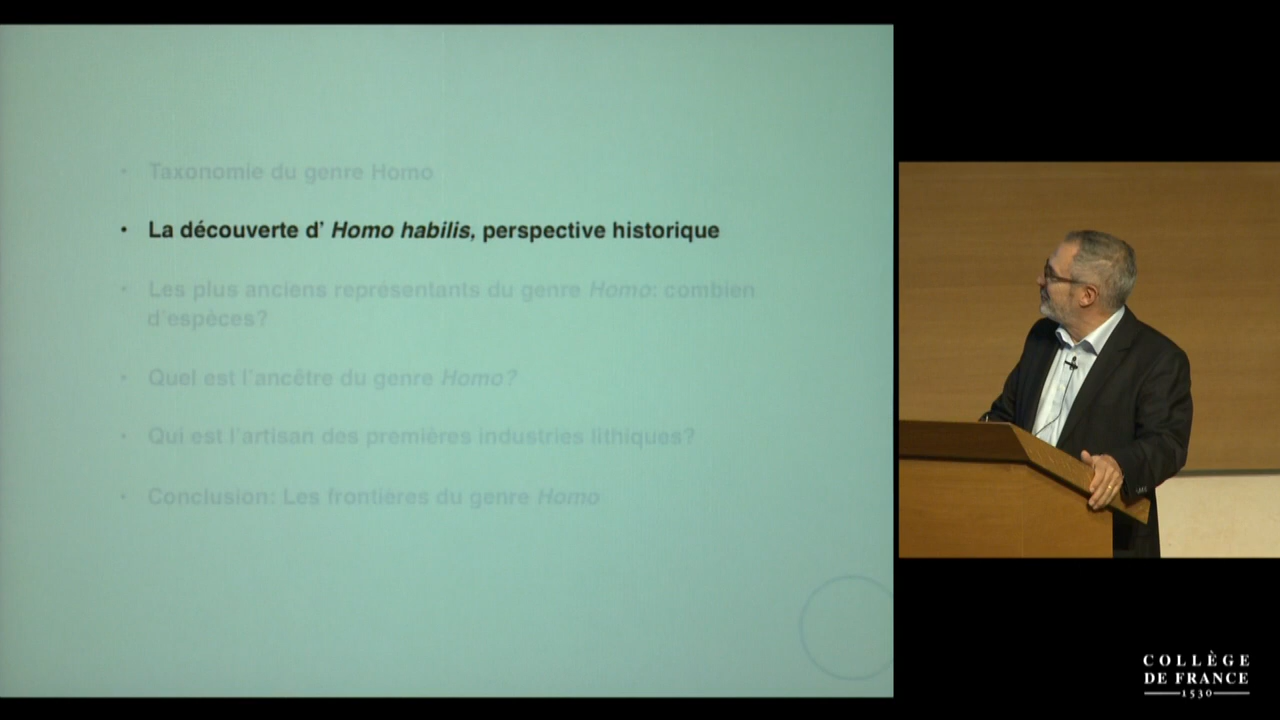 • Taxonomie du genre Homo
• La découverte d' Homo habilis, perspective historique
• Les plus anciens représentants du genre Homo: combien
d'espèces?
• Quel est l'ancêtre du genre Homo?
• Qui est l'artisan des premières industries lithiques?
• Conclusion: Les frontières du genre Homo
COLLÈGE
DE FRANCE
1530